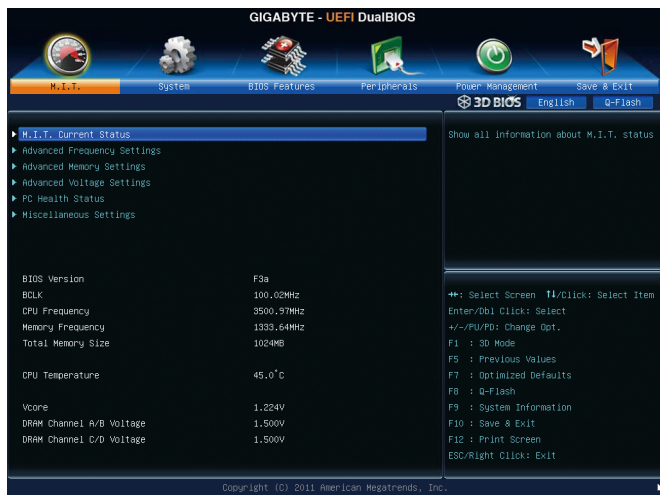 GIGABYTE - UEFI DualBIOS
M.I.T.
System
BIOS Features
Peripherals
Power Management
Save & Exit
3D BIOS
English
Q-Flash
M.I.T. Current Status
Advanced Frequency Settings
Advanced Memory Settings
Advanced Voltage Settings
PC Health Status
Miscellaneous Settings
BIOS Version F3a
BCLK 100.02MHz
CPU Frequency 3500.97MHz
Memory Frequency 1333.64MHz
Total Memory Size 1024MB
CPU Temperature 45.0°C
Vcore 1.224V
DRAM Channel A/B Voltage 1.500V
DRAM Channel C/D Voltage 1.500V
Show all information about M.I.T. status
→←: Select Screen ↑↓/Click: Select Item
Enter/Dbl Click: Select
+/-/PU/PD: Change Opt.
F1 : 3D Mode
F5 : Previous Values
F7 : Optimized Defaults
F8 : Q-Flash
F9 : System Information
F10 : Save & Exit
F12 : Print Screen
ESC/Right Click: Exit
Copyright (C) 2011 American Megatrends, Inc.